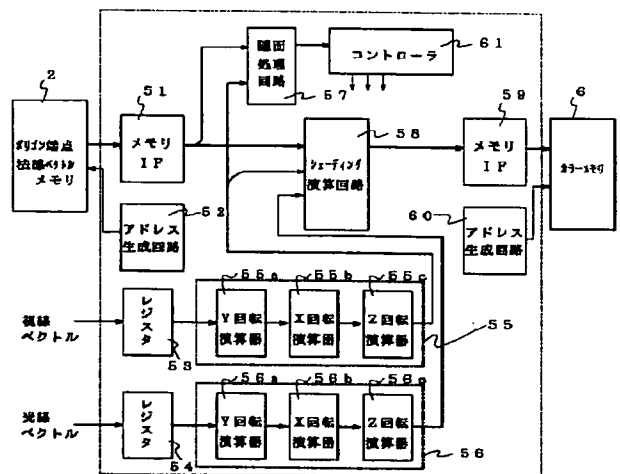 2
ポリゴン端点
法線ベクトル
メモリ
51
メモリ
IF
52
アドレス
生成回路
隠面
処理
回路
57
コントローラ
61
58
シェーディング
演算回路
59
メモリ
IF
60
アドレス
生成回路
6
カラーメモリ
視線
ベクトル
レジスタ
53
55a
Y回転
演算器
55b
X回転
演算器
55c
Z回転
演算器
55
光線
ベクトル
レジスタ
54
56a
Y回転
演算器
56b
X回転
演算器
56c
Z回転
演算器
56